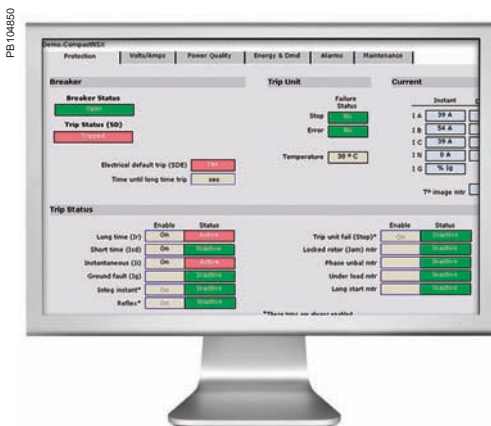 PB104850
Demo.CompactNSX
Protection Volts/Amps Power Quality Energy & Dmd Alarms Maintenance
Breaker
Breaker Status
Open
Trip Status (SD)
Tripped
Electrical default trip (SDE) Yes
Time until long time trip sec
Trip Unit
Failure
Status
Stop No
Error No
Temperature 30 ° C
Current
Instant
I A 39 A
I B 54 A
I C 39 A
I N 0 A
I G % Ig
T° image mtr
Trip Status
Enable Status
Long time (Ir) On Active
Short time (Isd) On Inactive
Instantaneous (Ii) On Active
Ground fault (Ig) Inactive
Integ instant* On Inactive
Reflex* On Inactive
Enable Status
Trip unit fail (Stop)* On Inactive
Locked rotor (Jam) mtr Inactive
Phase unbal mtr Inactive
Under load mtr Inactive
Long start mtr Inactive
*These trips are always enabled